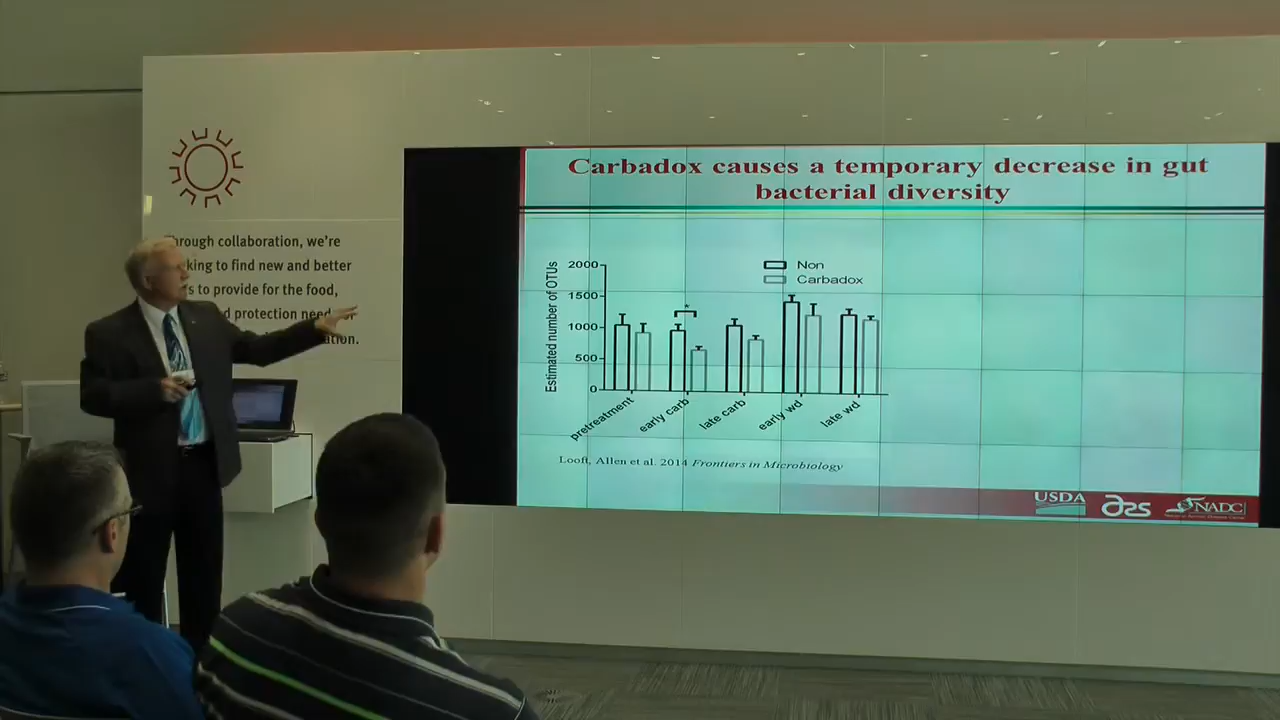 Through collaboration, we're
king to find new and better
s to provide for the food,
d protection need
ation.
Carbadox causes a temporary decrease in gut
bacterial diversity
Non
Carbadox
Estimated number of OTUs
2000
1500
1000
500
0
*
pretreatment
early carb
late carb
early wd
late wd
Looft, Allen et al. 2014 Frontiers in Microbiology
USDA
ars
NADC